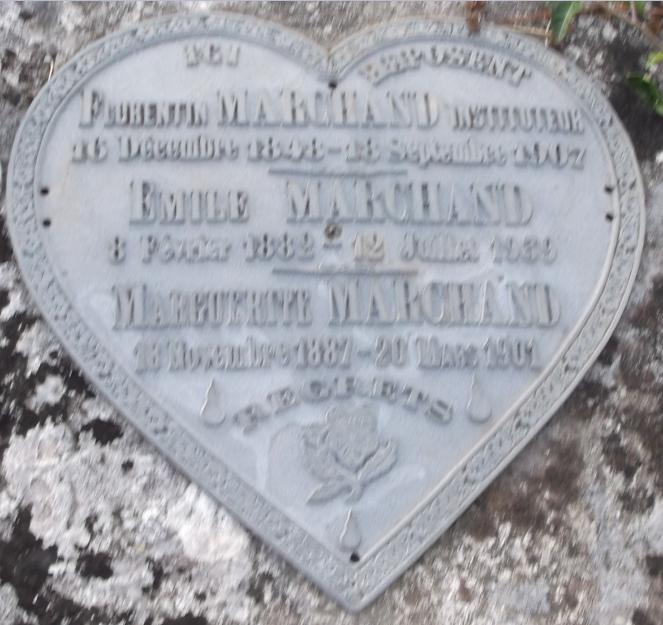 ICI REPOSENT
FLORENTIN MARCHAND INSTITUTEUR
16 Décembre 1848 - 18 Septembre 1907
EMILE MARCHAND
8 Février 1882 - 12 Juillet
MARGUERITE MARCHAND
18 Novembre 1887 - 20 Mars 1901
REGRETS